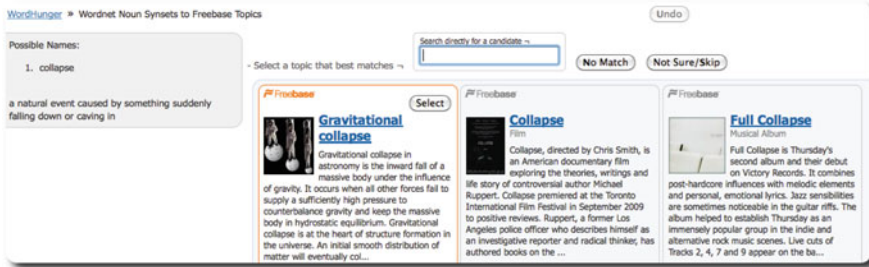 WordHunger » Wordnet Noun Synsets to Freebase Topics
Undo
Possible Names:
1. collapse
a natural event caused by something suddenly
falling down or caving in
Search directly for a candidate ¬
- Select a topic that best matches ¬
No Match
Not Sure/Skip
Freebase
Select
Gravitational
collapse
Gravitational collapse in
astronomy is the inward fall of a
massive body under the influence
of gravity. It occurs when all other forces fail to
supply a sufficiently high pressure to
counterbalance gravity and keep the massive
body in hydrostatic equilibrium. Gravitational
collapse is at the heart of structure formation in
the universe. An initial smooth distribution of
matter will eventually col...
Freebase
Collapse
Film
Collapse, directed by Chris Smith, is
an American documentary film
exploring the theories, writings and
life story of controversial author Michael
Ruppert. Collapse premiered at the Toronto
International Film Festival in September 2009
to positive reviews. Ruppert, a former Los
Angeles police officer who describes himself as
an investigative reporter and radical thinker, has
authored books on the ...
Freebase
Full Collapse
Musical Album
Full Collapse is Thursday's
second album and their debut
on Victory Records. It combines
post-hardcore influences with melodic elements
and personal, emotional lyrics. Jazz sensibilities
are sometimes noticeable in the guitar riffs. The
album helped to establish Thursday as an
immensely popular group in the indie and
alternative rock music scenes. Live cuts of
Tracks 2, 4, 7 and 9 appear on the ba...